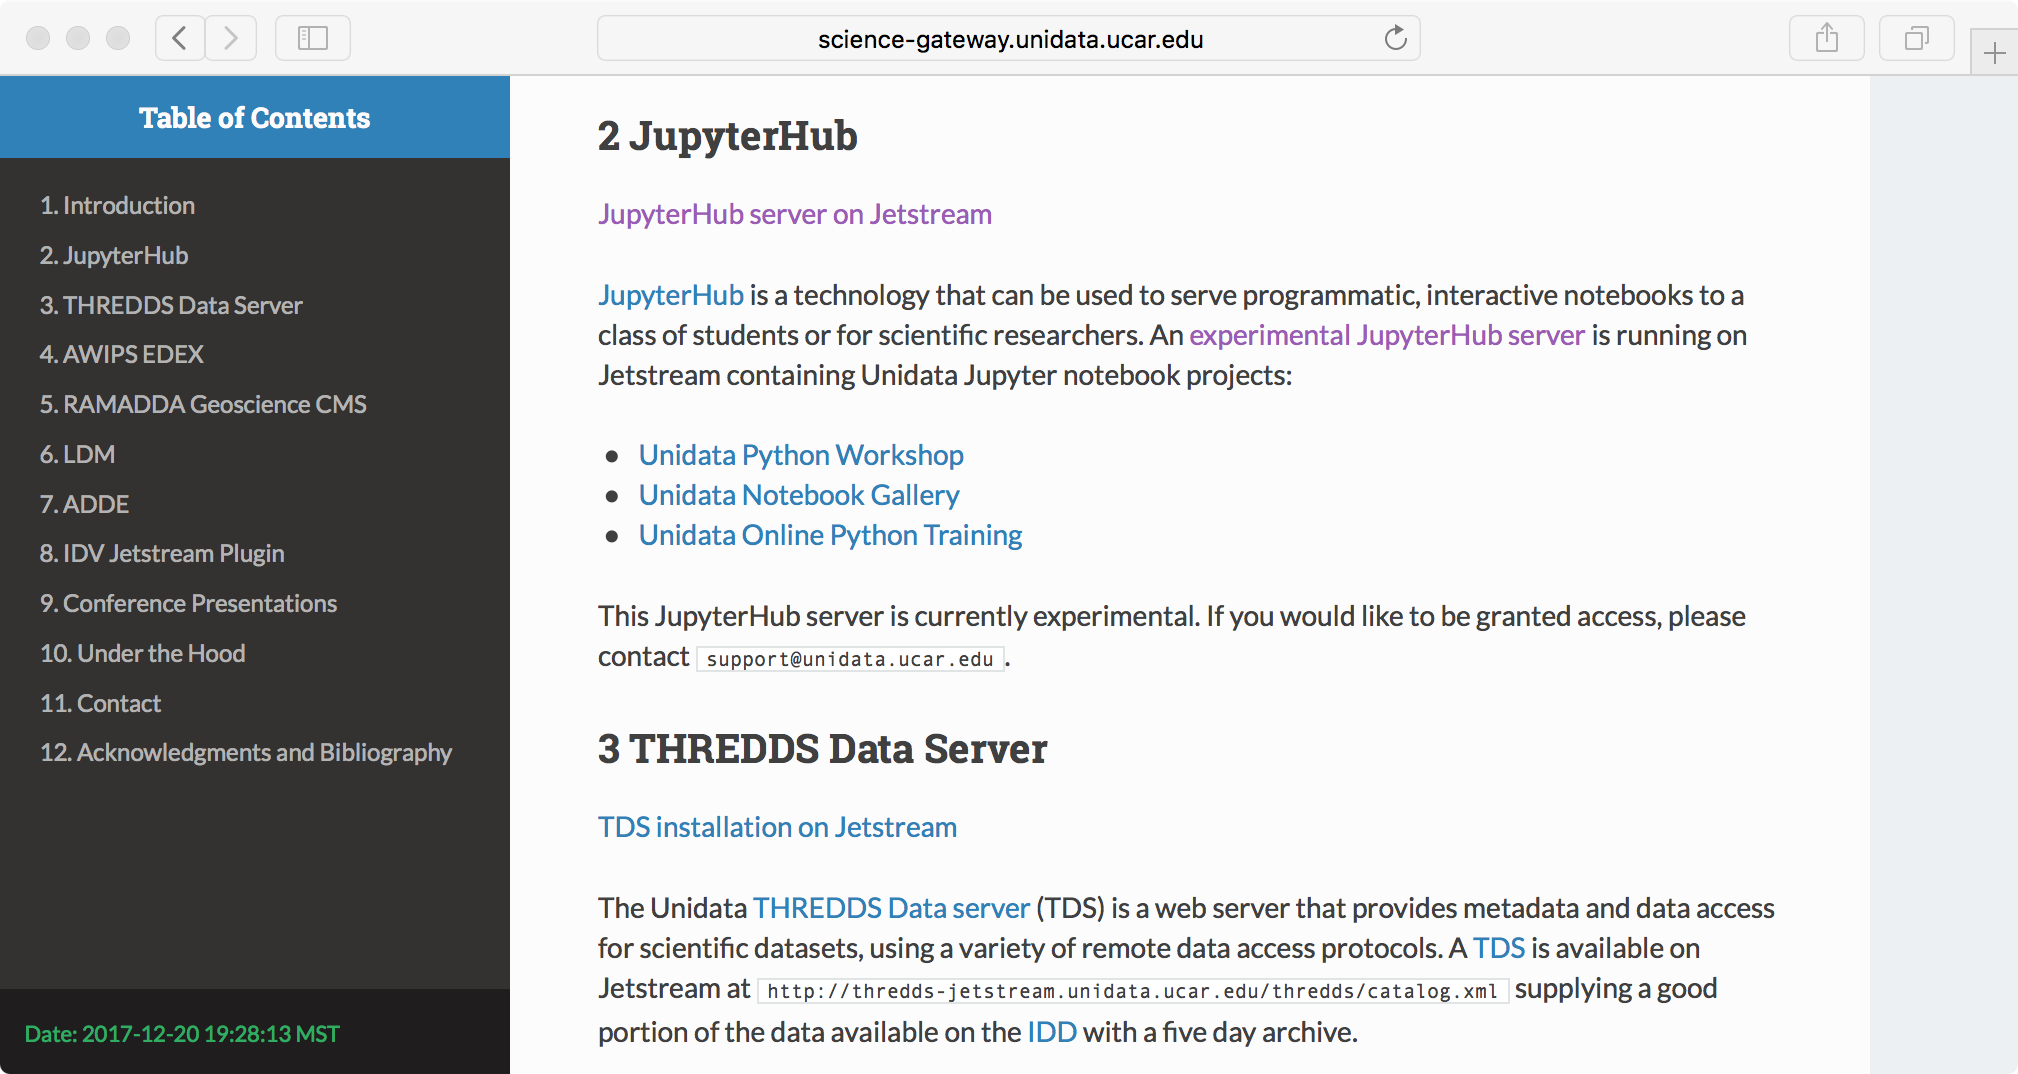 science-gateway.unidata.ucar.edu
Table of Contents
1. Introduction
2. JupyterHub
3. THREDDS Data Server
4. AWIPS EDEX
5. RAMADDA Geoscience CMS
6. LDM
7. ADDE
8. IDV Jetstream Plugin
9. Conference Presentations
10. Under the Hood
11. Contact
12. Acknowledgments and Bibliography
Date: 2017-12-20 19:28:13 MST
2 JupyterHub
JupyterHub server on Jetstream
JupyterHub is a technology that can be used to serve programmatic, interactive notebooks to a
class of students or for scientific researchers. An experimental JupyterHub server is running on
Jetstream containing Unidata Jupyter notebook projects:
● Unidata Python Workshop
● Unidata Notebook Gallery
● Unidata Online Python Training
This JupyterHub server is currently experimental. If you would like to be granted access, please
contact support@unidata.ucar.edu.
3 THREDDS Data Server
TDS installation on Jetstream
The Unidata THREDDS Data server (TDS) is a web server that provides metadata and data access
for scientific datasets, using a variety of remote data access protocols. A TDS is available on
Jetstream at http://thredds-jetstream.unidata.ucar.edu/thredds/catalog.xml supplying a good
portion of the data available on the IDD with a five day archive.